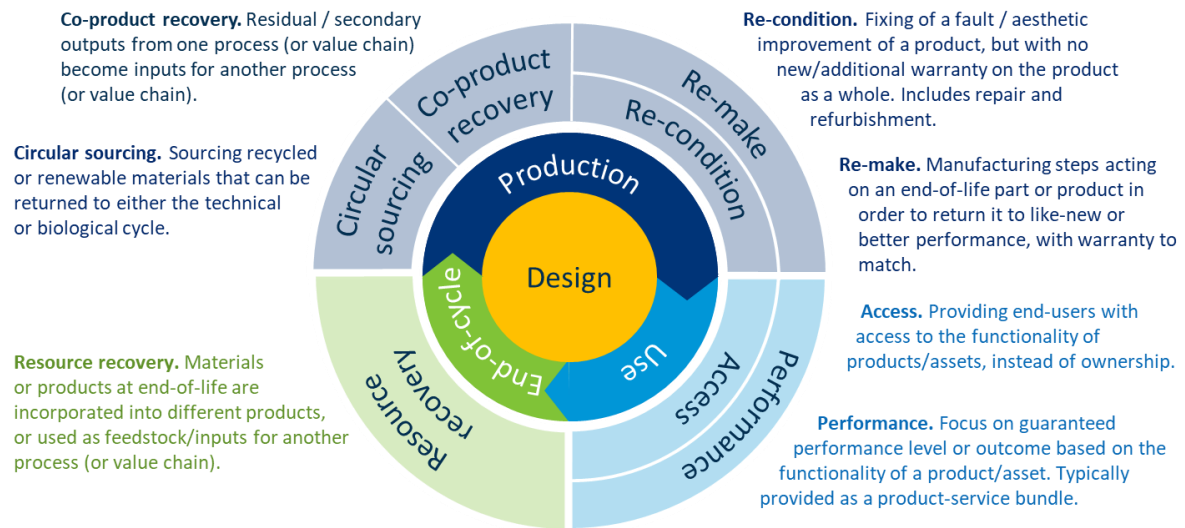 Co-product recovery. Residual / secondary
outputs from one process (or value chain)
become inputs for another process
(or value chain).
Circular sourcing. Sourcing recycled
or renewable materials that can be
returned to either the technical
or biological cycle.
Resource recovery. Materials
or products at end-of-life are
incorporated into different products,
or used as feedstock/inputs for another
process (or value chain).
Co-product
recovery
Circular
sourcing
Re-make
Re-condition
Production
Design
End-of-cycle
Use
Resource
recovery
Access
Performance
Re-condition. Fixing of a fault / aesthetic
improvement of a product, but with no
new/additional warranty on the product
as a whole. Includes repair and
refurbishment.
Re-make. Manufacturing steps acting
on an end-of-life part or product in
order to return it to like-new or
better performance, with warranty to
match.
Access. Providing end-users with
access to the functionality of
products/assets, instead of ownership.
Performance. Focus on guaranteed
performance level or outcome based on the
functionality of a product/asset. Typically
provided as a product-service bundle.